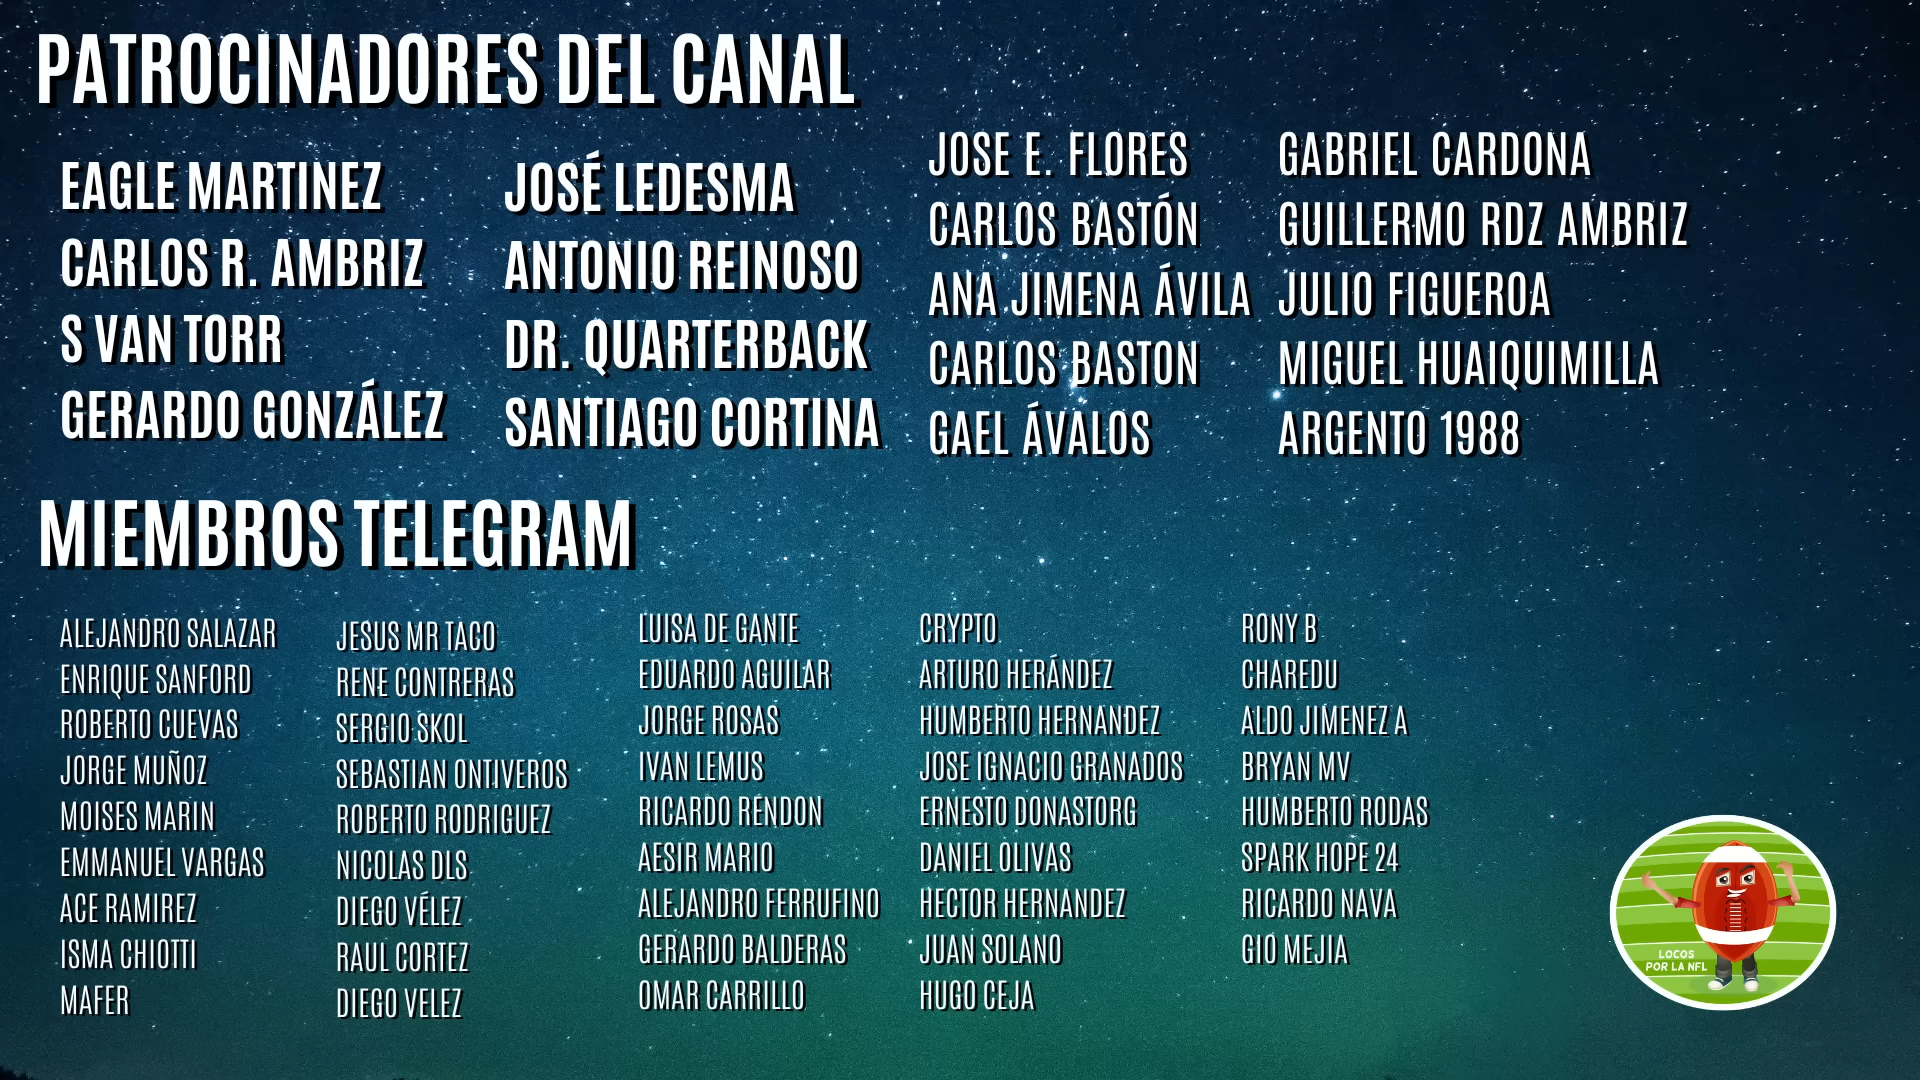 PATROCINADORES DEL CANAL
EAGLE MARTINEZ
CARLOS R. AMBRIZ
S VAN TORR
GERARDO GONZÁLEZ
JOSÉ LEDESMA
ANTONIO REINOSO
DR. QUARTERBACK
SANTIAGO CORTINA
JOSE E. FLORES
CARLOS BASTÓN
ANA JIMENA ÁVILA
CARLOS BASTON
GAEL ÁVALOS
GABRIEL CARDONA
GUILLERMO RDZ AMBRIZ
JULIO FIGUEROA
MIGUEL HUAIQUIMILLA
ARGENTO 1988
MIEMBROS TELEGRAM
ALEJANDRO SALAZAR
ENRIQUE SANFORD
ROBERTO CUEVAS
JORGE MUÑOZ
MOISES MARIN
EMMANUEL VARGAS
ACE RAMIREZ
ISMA CHIOTTI
MAFER
JESUS MR TACO
RENE CONTRERAS
SERGIO SKOL
SEBASTIAN ONTIVEROS
ROBERTO RODRIGUEZ
NICOLAS DLS
DIEGO VÉLEZ
RAUL CORTEZ
DIEGO VELEZ
LUISA DE GANTE
EDUARDO AGUILAR
JORGE ROSAS
IVAN LEMUS
RICARDO RENDON
AESIR MARIO
ALEJANDRO FERRUFINO
GERARDO BALDERAS
OMAR CARRILLO
CRYPTO
ARTURO HERÁNDEZ
HUMBERTO HERNANDEZ
JOSE IGNACIO GRANADOS
ERNESTO DONASTORG
DANIEL OLIVAS
HECTOR HERNANDEZ
JUAN SOLANO
HUGO CEJA
RONY B
CHAREDU
ALDO JIMENEZ A
BRYAN MV
HUMBERTO RODAS
SPARK HOPE 24
RICARDO NAVA
GIO MEJIA
LOCOS
POR LA NFL